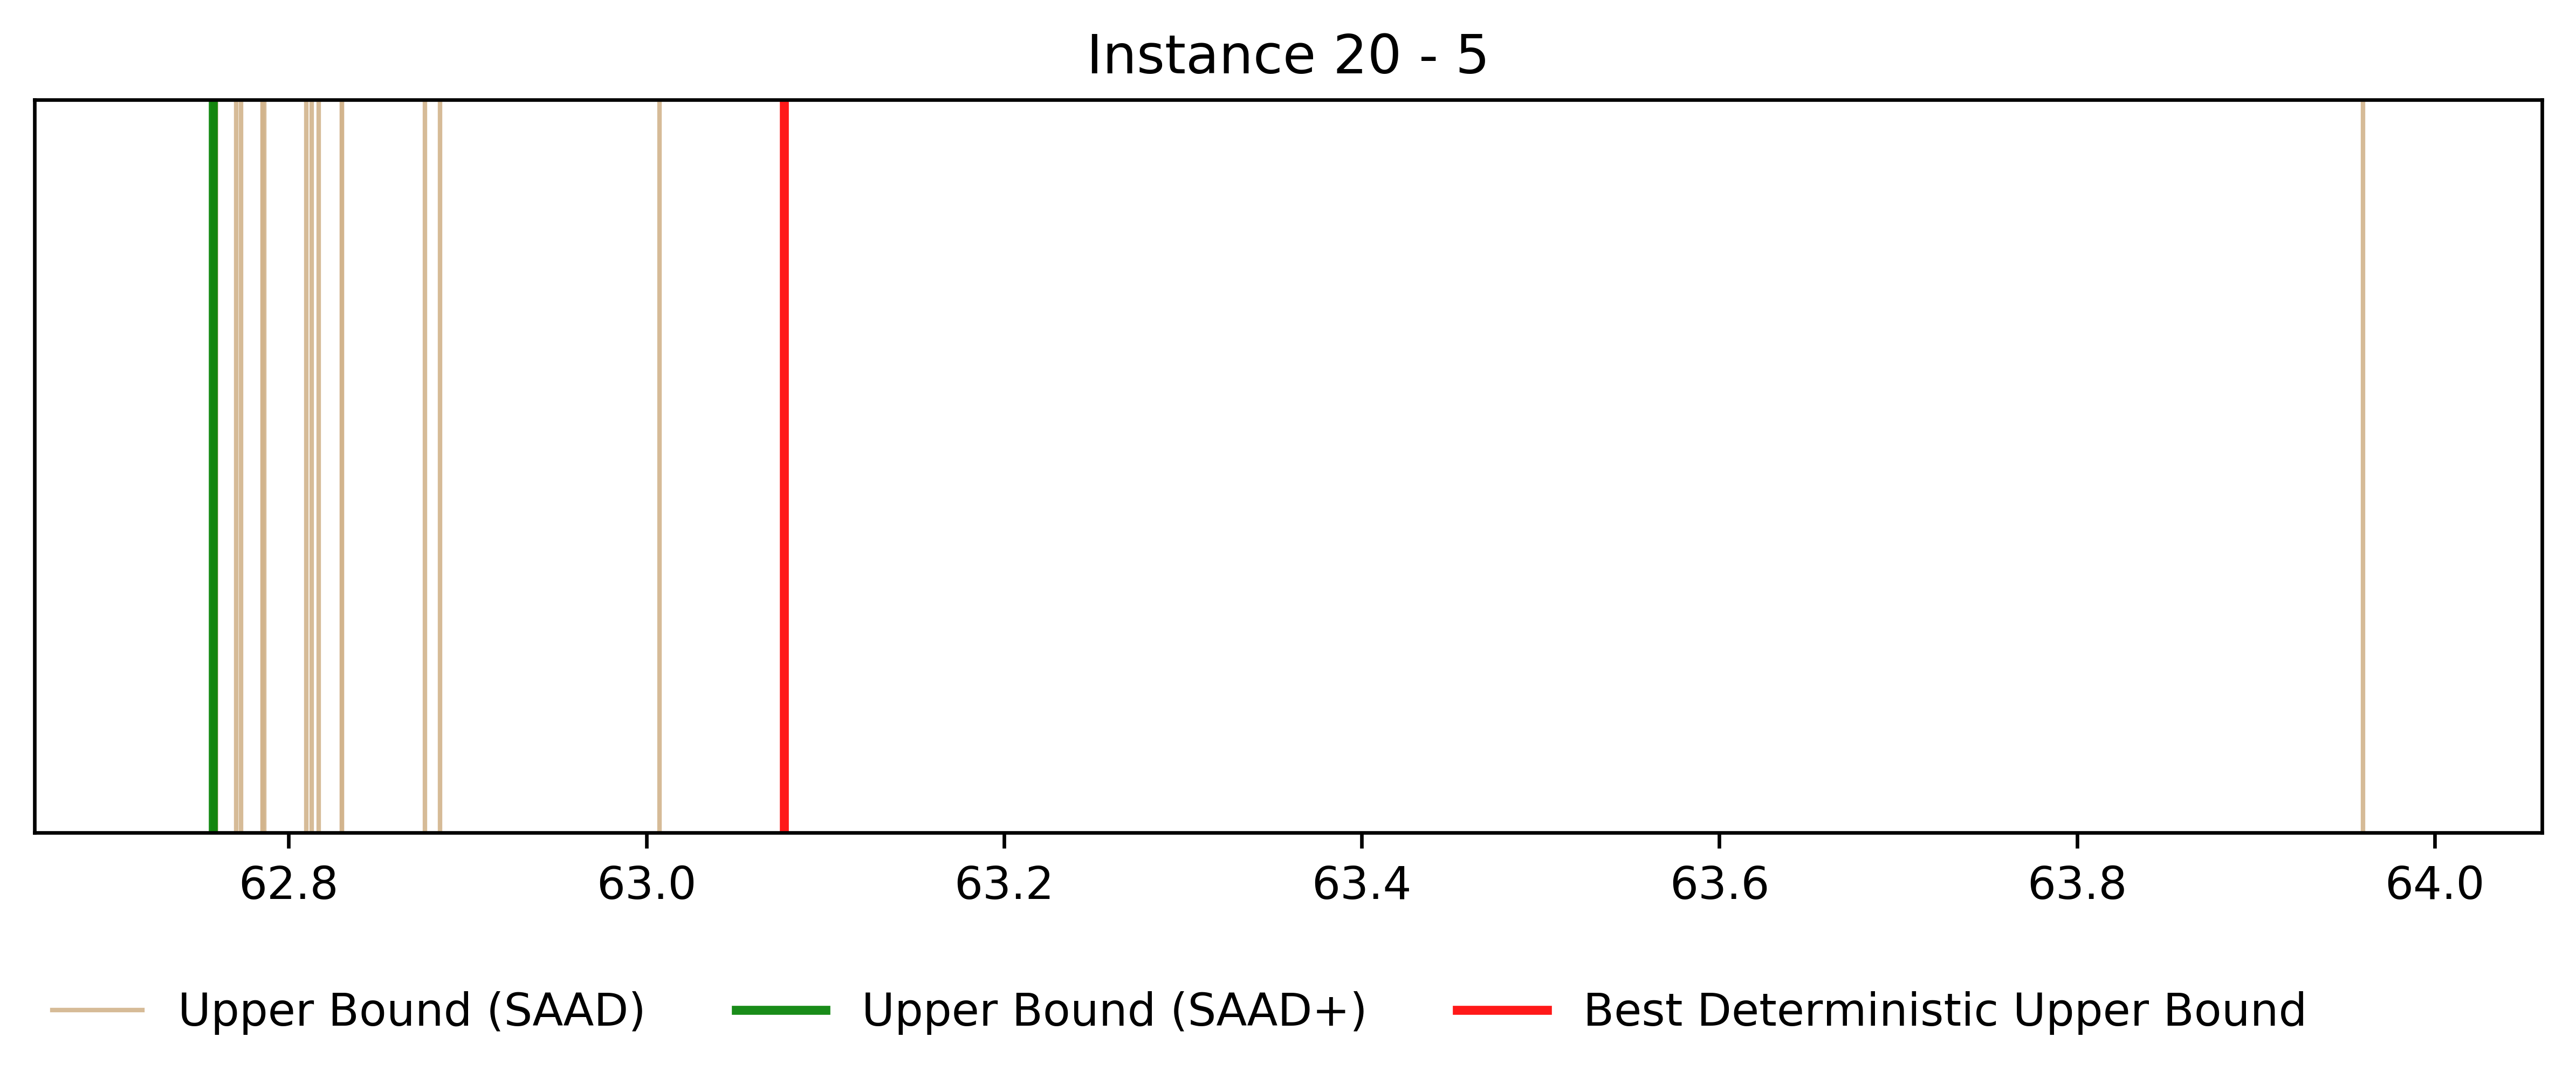 Instance 20 - 5
62.8 63.0 63.2 63.4 63.6 63.8 64.0
Upper Bound (SAAD) Upper Bound (SAAD+) Best Deterministic Upper Bound